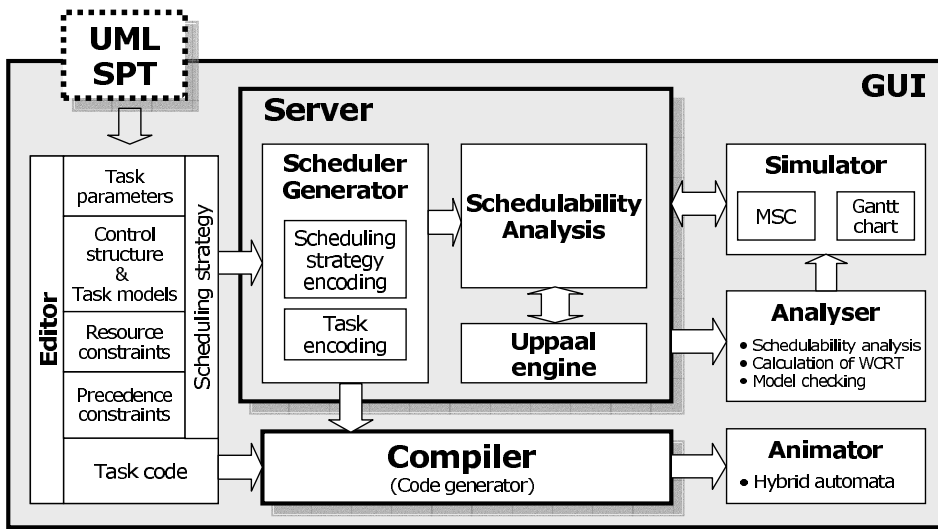 UML
SPT
GUI
Editor
Task
parameters
Control
structure
&
Task models
Resource
constraints
Precedence
constraints
Scheduling strategy
Task code
Server
Scheduler
Generator
Scheduling
strategy
encoding
Task
encoding
Schedulability
Analysis
Uppaal
engine
Compiler
(Code generator)
Simulator
MSC
Gantt
chart
Analyser
• Schedulability analysis
• Calculation of WCRT
• Model checking
Animator
• Hybrid automata